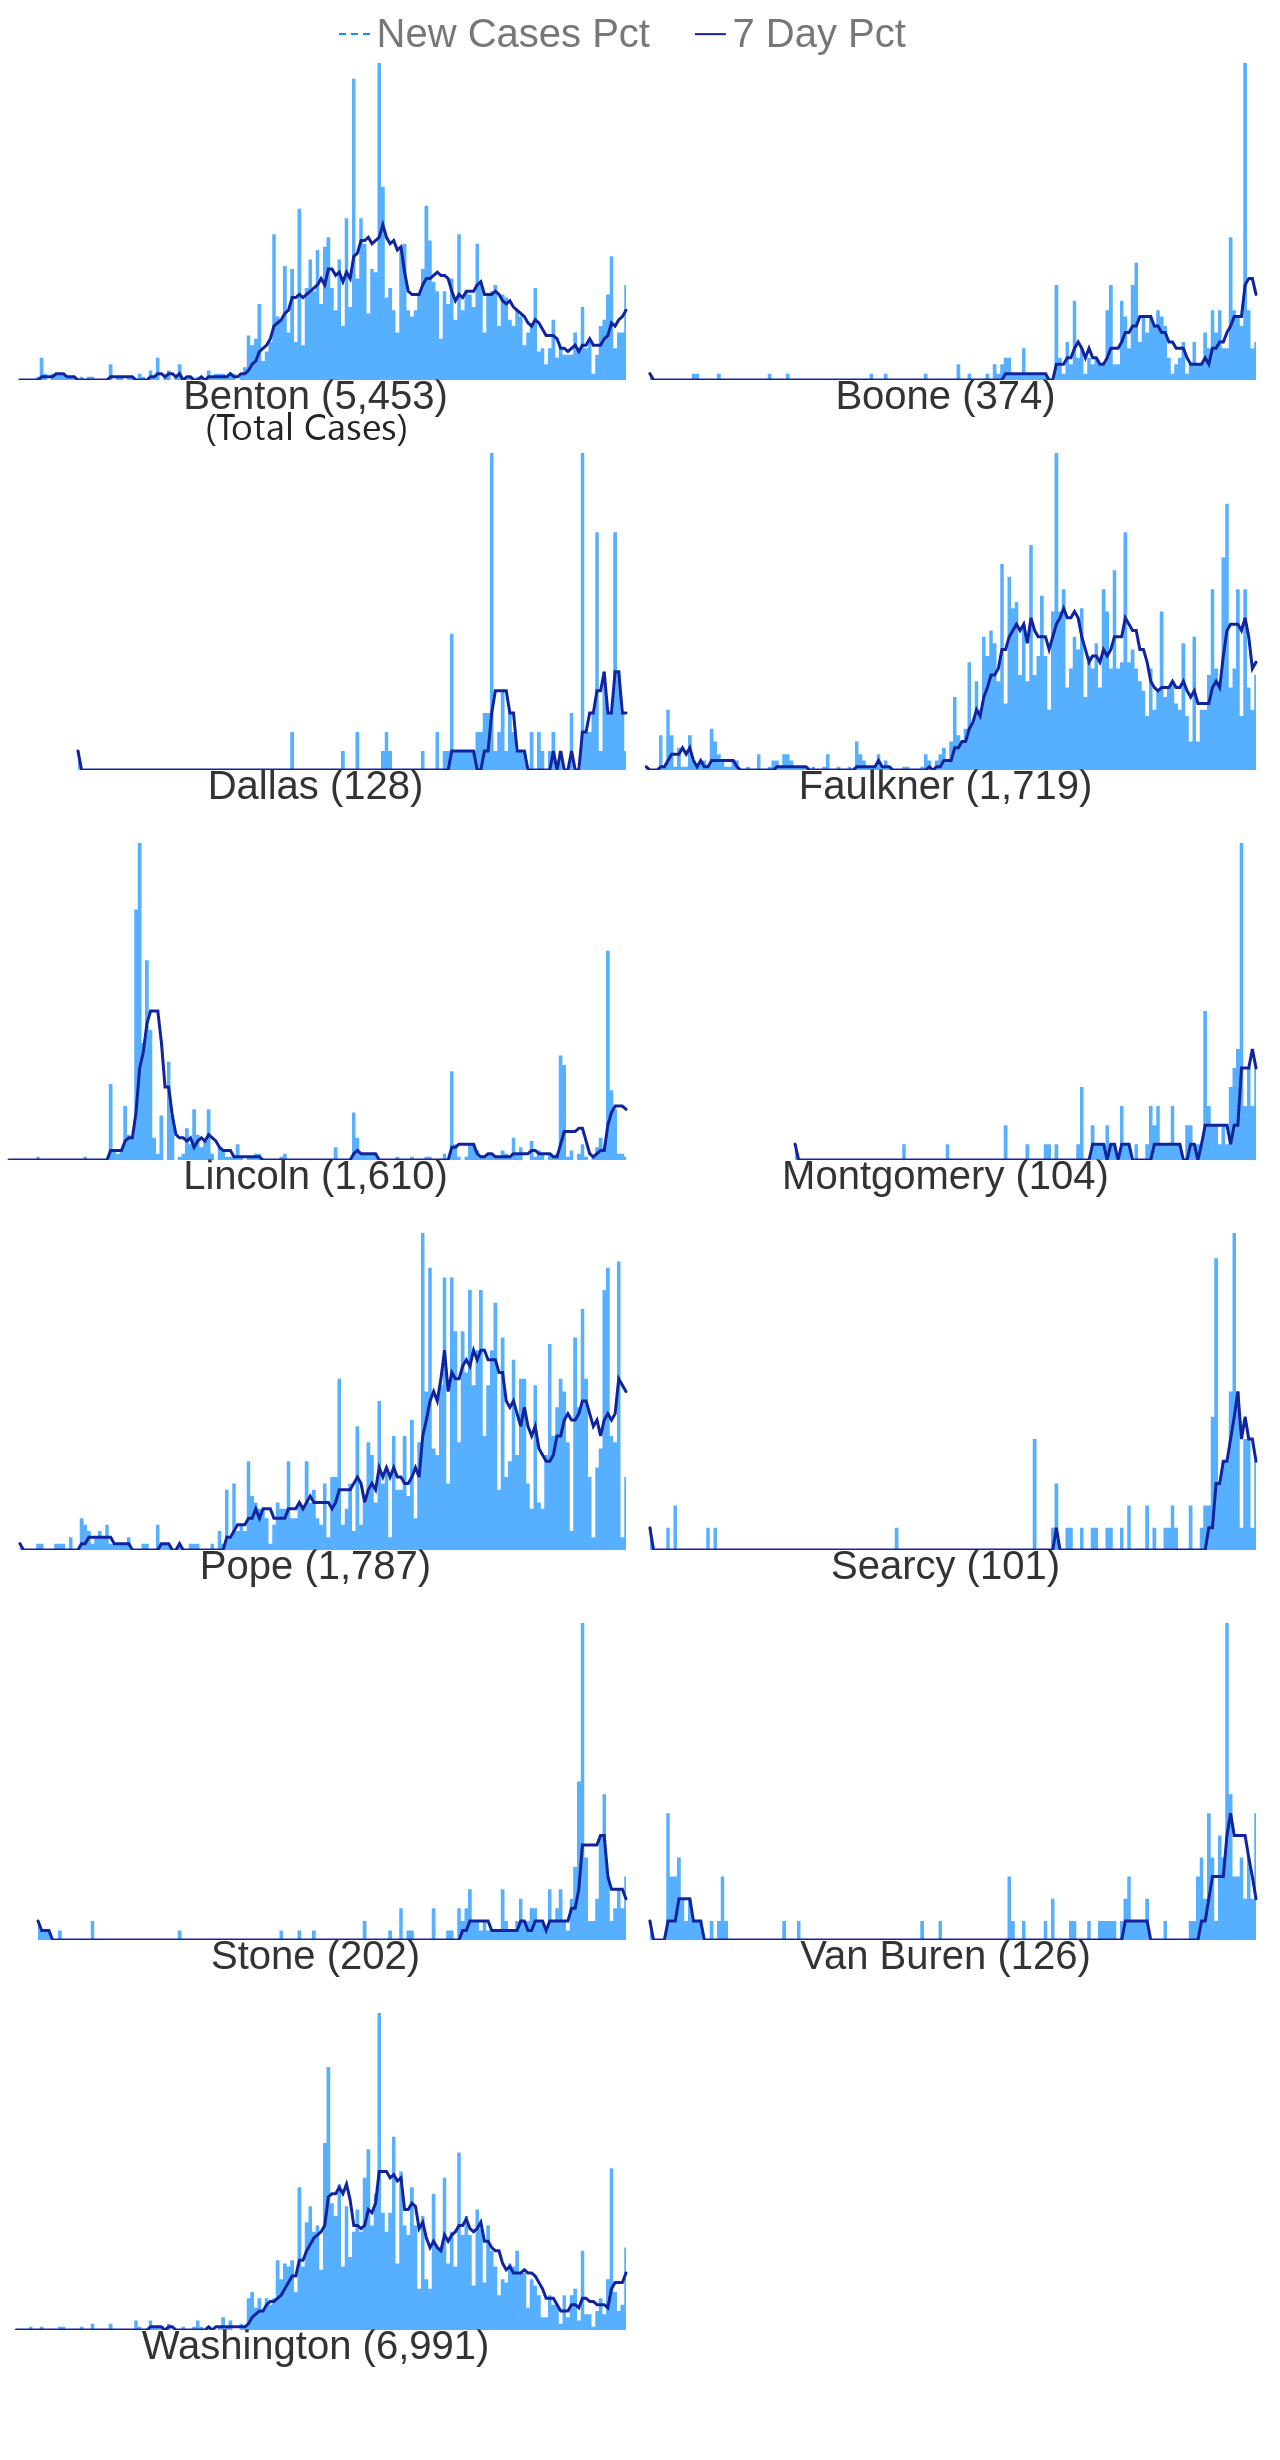 New Cases Pct 7 Day Pct
Benton (5,453) Boone (374)
(Total Cases)
Dallas (128) Faulkner (1,719)
Lincoln (1,610) Montgomery (104)
Pope (1,787) Searcy (101)
Stone (202) Van Buren (126)
Washington (6,991)